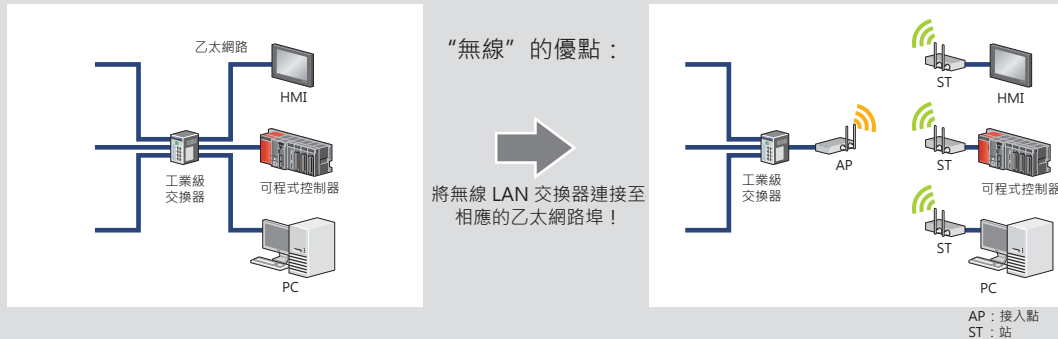 乙太網路
HMI
工業級
交換器
可程式控制器
PC
“無線”的優點：
將無線 LAN 交換器連接至
相應的乙太網路埠！
ST
HMI
AP
ST
工業級
交換器
可程式控制器
ST
PC
AP：接入點
ST：站